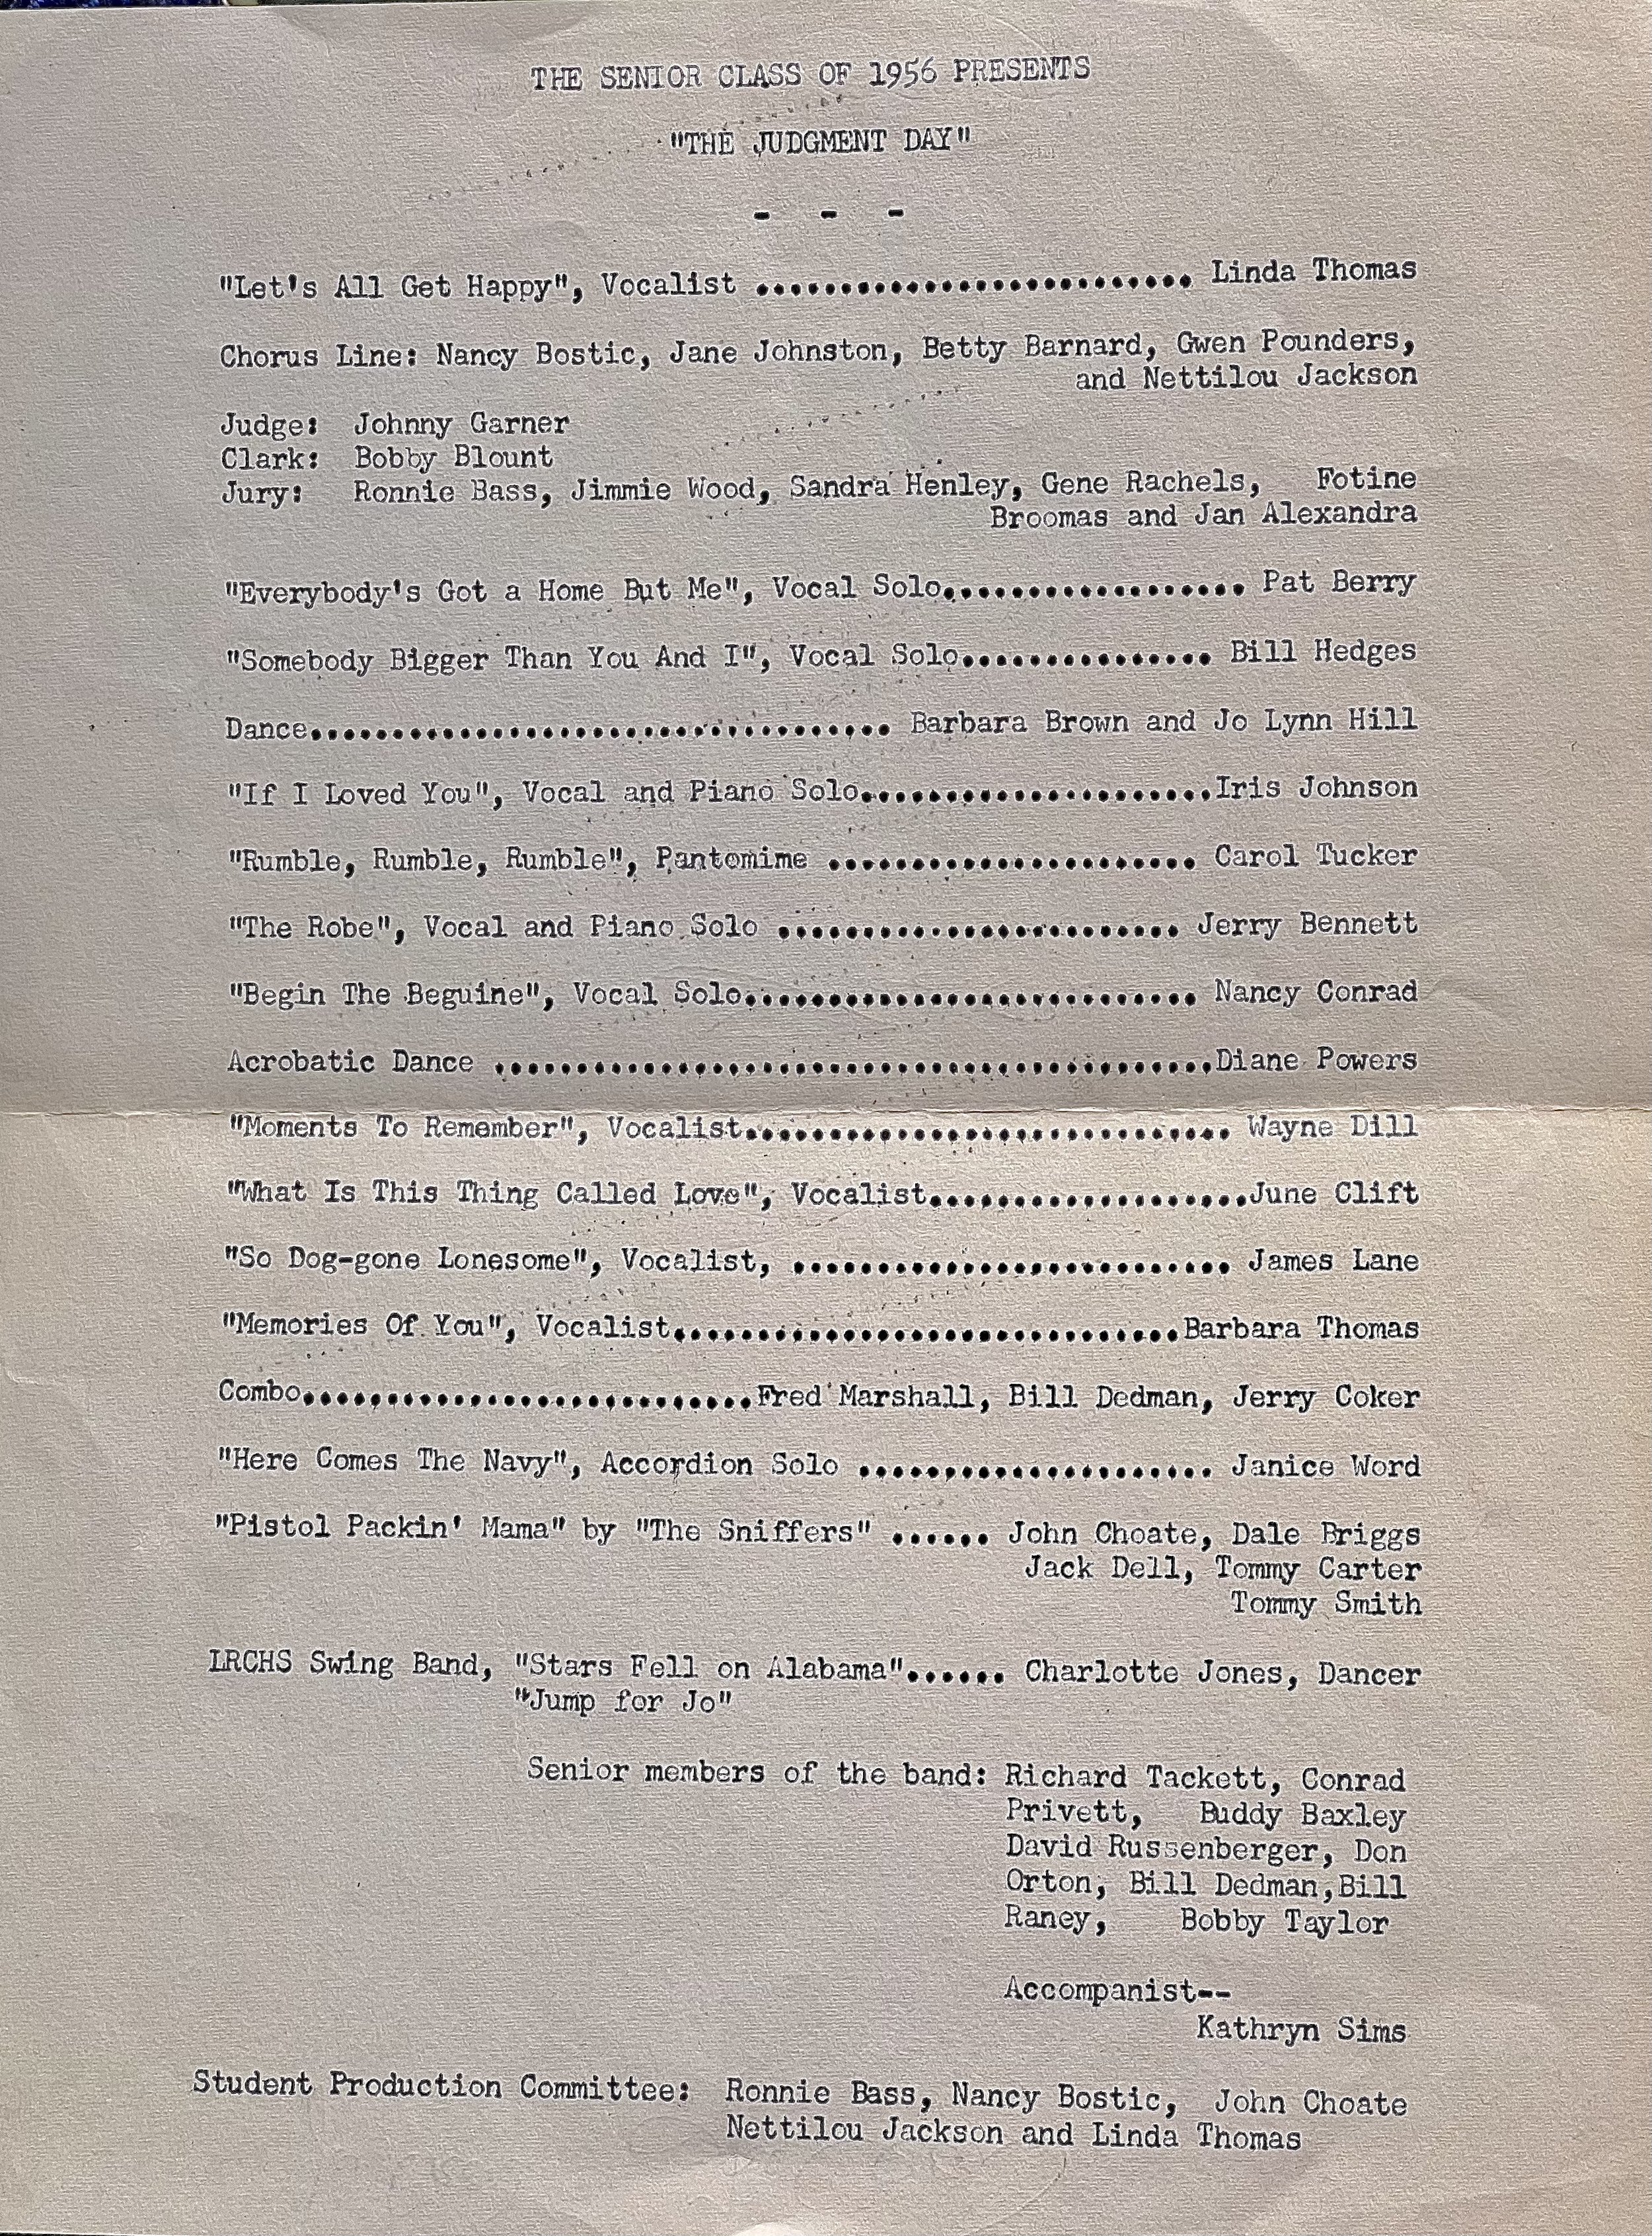 THE SENIOR CLASS OF 1956 PRESENTS
"THE JUDGMENT DAY"
- - -
"Let's All Get Happy", Vocalist .......................... Linda Thomas
Chorus Line: Nancy Bostic, Jane Johnston, Betty Barnard, Gwen Pounders,
and Nettilou Jackson
Judge: Johnny Garner
Clark: Bobby Blount
Jury: Ronnie Bass, Jimmie Wood, Sandra Henley, Gene Rachels, Fotine
Broomas and Jan Alexandra
"Everybody's Got a Home But Me", Vocal Solo.................. Pat Berry
"Somebody Bigger Than You And I", Vocal Solo............... Bill Hedges
Dance................................... Barbara Brown and Jo Lynn Hill
"If I Loved You", Vocal and Piano Solo.....................Iris Johnson
"Rumble, Rumble, Rumble", Pantomime ...................... Carol Tucker
"The Robe", Vocal and Piano Solo ........................ Jerry Bennett
"Begin The Beguine", Vocal Solo........................... Nancy Conrad
Acrobatic Dance ...........................................Diane Powers
"Moments To Remember", Vocalist............................. Wayne Dill
"What Is This Thing Called Love", Vocalist...................June Clift
"So Dog-gone Lonesome", Vocalist, .......................... James Lane
"Memories Of You", Vocalist..............................Barbara Thomas
Combo...........................Fred Marshall, Bill Dedman, Jerry Coker
"Here Comes The Navy", Accordion Solo ..................... Janice Word
"Pistol Packin' Mama" by "The Sniffers" ...... John Choate, Dale Briggs
Jack Dell, Tommy Carter
Tommy Smith
LRCHS Swing Band, "Stars Fell on Alabama"...... Charlotte Jones, Dancer
"Jump for Jo"
Senior members of the band: Richard Tackett, Conrad
Privett, Buddy Baxley
David Russenberger, Don
Orton, Bill Dedman,Bill
Raney, Bobby Taylor
Accompanist--
Kathryn Sims
Student Production Committee: Ronnie Bass, Nancy Bostic, John Choate
Nettilou Jackson and Linda Thomas